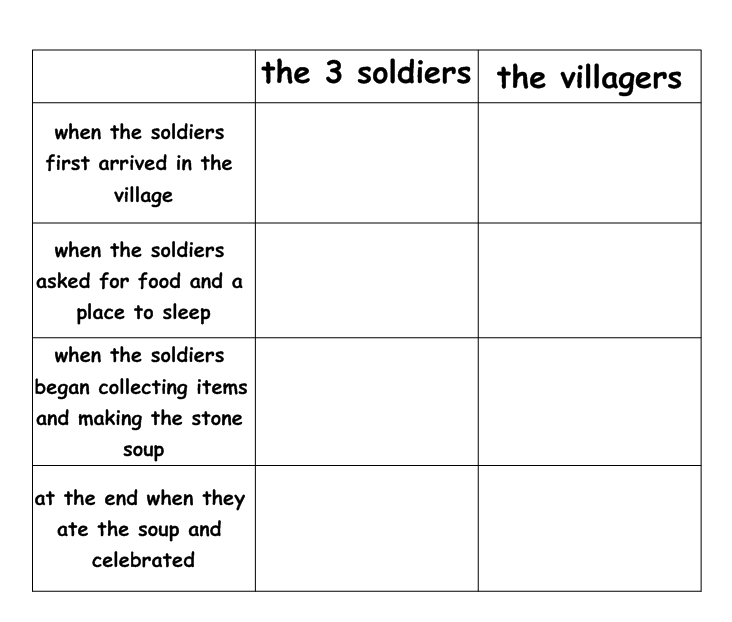 the 3 soldiers
the villagers
when the soldiers
first arrived in the
village
when the soldiers
asked for food and a
place to sleep
when the soldiers
began collecting items
and making the stone
soup
at the end when they
ate the soup and
celebrated